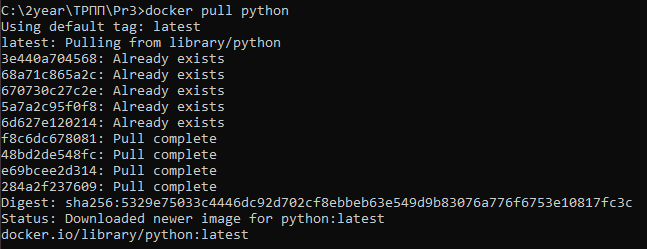 C:\2year\ТРПП\Pr3>docker pull python
Using default tag: latest
latest: Pulling from library/python
3e440a704568: Already exists
68a71c865a2c: Already exists
670730c27c2e: Already exists
5a7a2c95f0f8: Already exists
6d627e120214: Already exists
f8c6dc678081: Pull complete
48bd2de548fc: Pull complete
e69bcee2d314: Pull complete
284a2f237609: Pull complete
Digest: sha256:5329e75033c4446dc92d702cf8ebbeb63e549d9b83076a776f6753e10817fc3c
Status: Downloaded newer image for python:latest
docker.io/library/python:latest